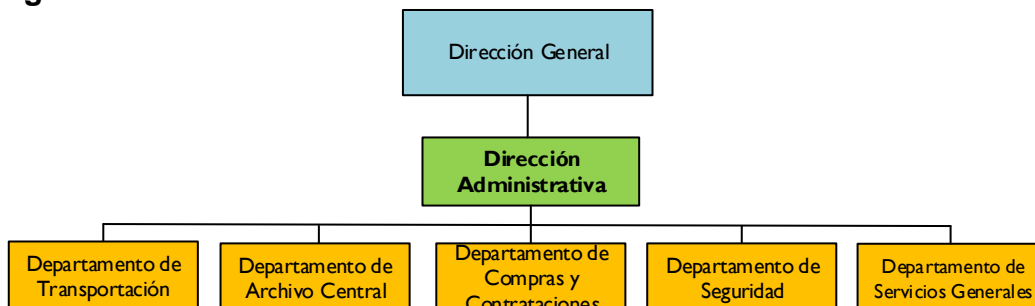 Dirección General
Dirección
Administrativa
Departamento de
Transportación
Departamento de
Archivo Central
Departamento de
Compras y
Contrataciones
Departamento de
Seguridad
Departamento de
Servicios Generales